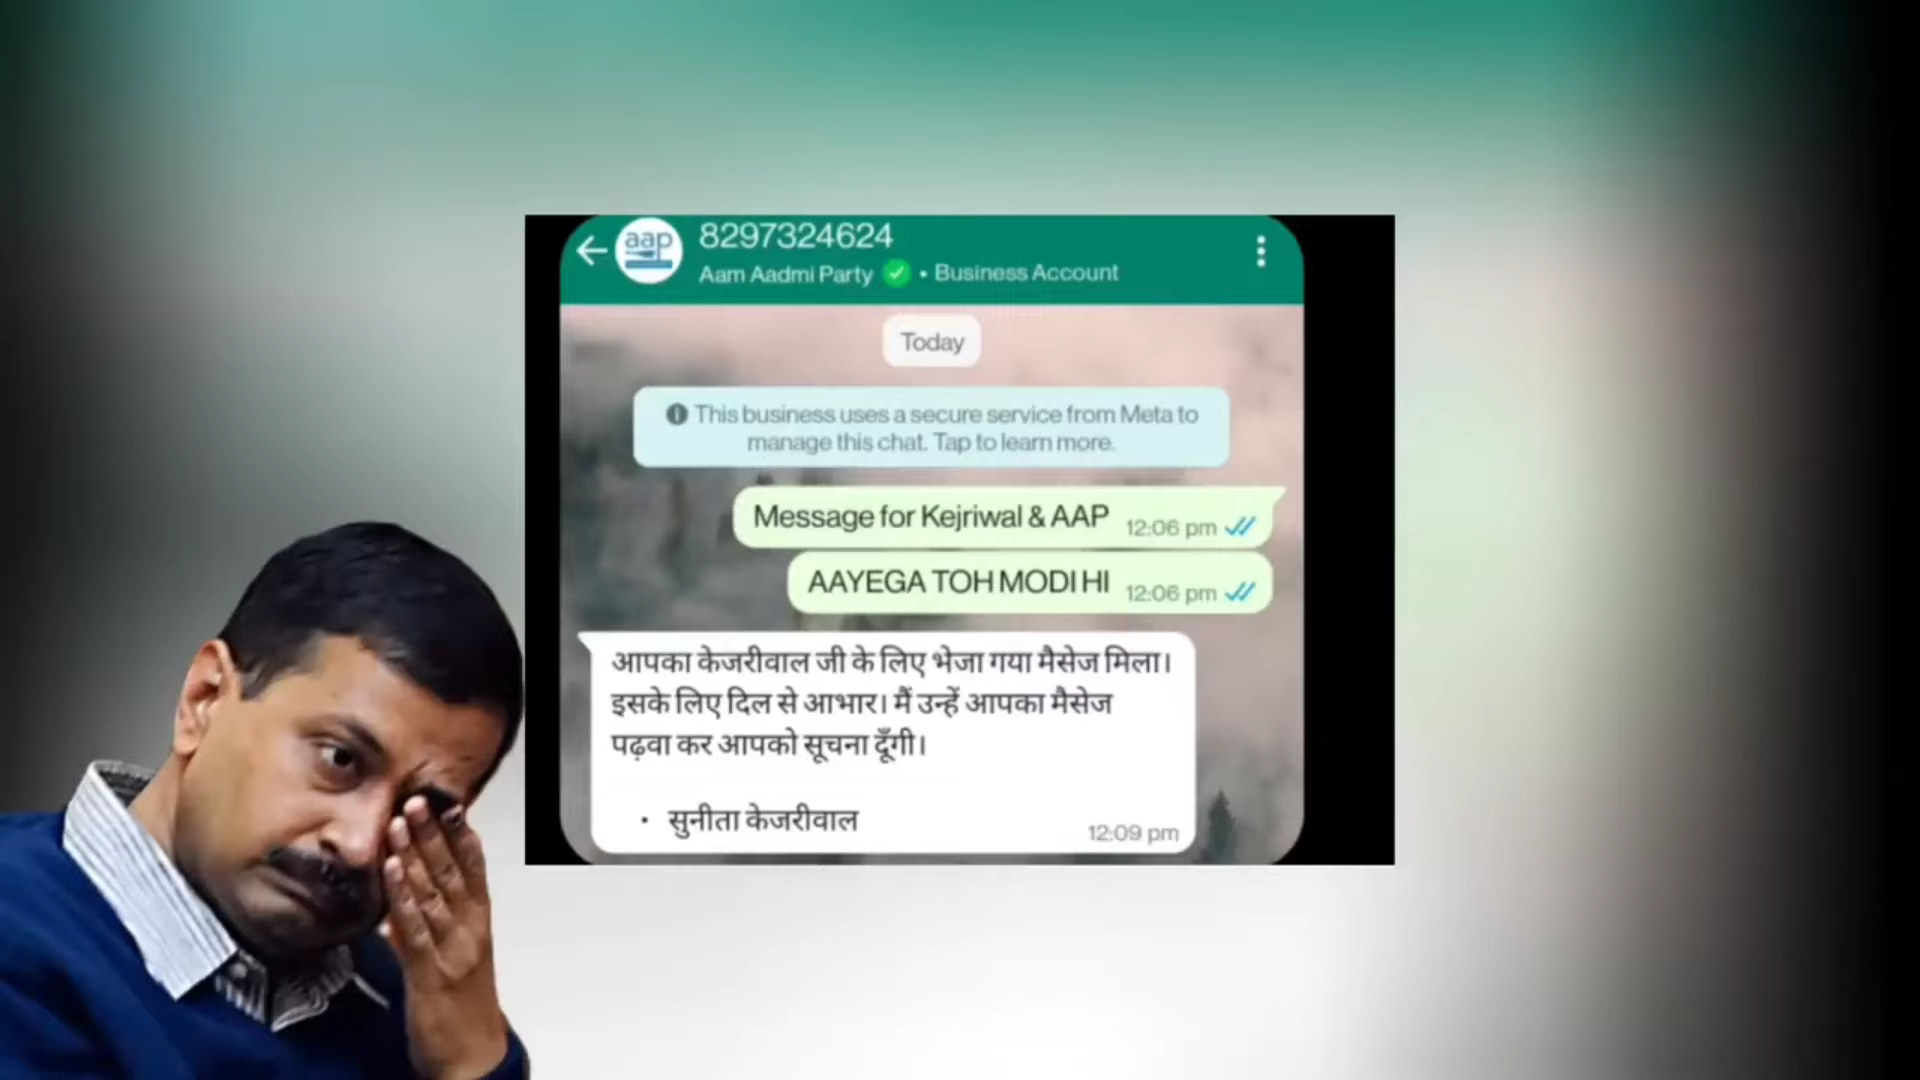 aap
8297324624
Aam Aadmi Party • Business Account
Today
This business uses a secure service from Meta to
manage this chat. Tap to learn more.
Message for Kejriwal & AAP 12:06 pm
AAYEGA TOH MODI HI 12:06 pm
आपका केजरीवाल जी के लिए भेजा गया मैसेज मिला।
इसके लिए दिल से आभार। मैं उन्हें आपका मैसेज
पढ़वा कर आपको सूचना दूँगी।
• सुनीता केजरीवाल
12:09 pm